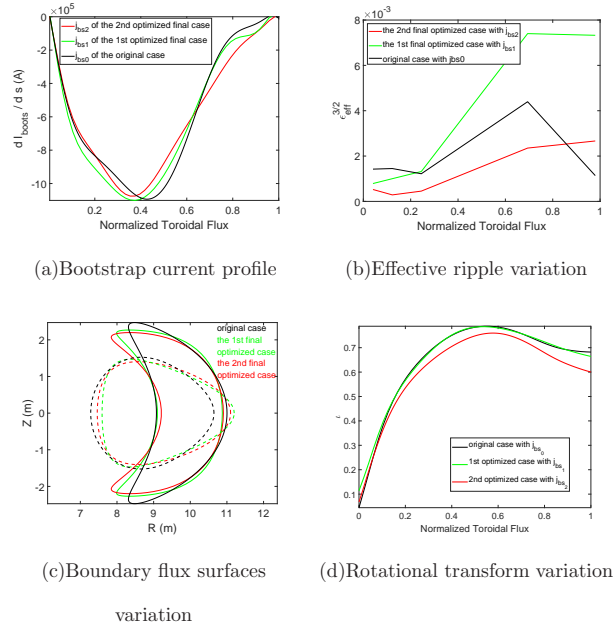 ×10⁵
0
-2
-4
-6
-8
-10
d I_boots / d s (A)
j_bs2 of the 2nd optimized final case
j_bs1 of the 1st optimized final case
j_bs0 of the original case
0.2 0.4 0.6 0.8 1
Normalized Toroidal Flux
(a)Bootstrap current profile
×10⁻³
8
6
4
2
0
ϵ_eff^3/2
the 2nd final optimized case with j_bs2
the 1st final optimized case with j_bs1
original case with jbs0
0 0.2 0.4 0.6 0.8 1
Normalized Toroidal Flux
(b)Effective ripple variation
2
1
0
-1
-2
Z (m)
original case
the 1st final
optimized case
the 2nd final
optimized case
7 8 9 10 11 12
R (m)
(c)Boundary flux surfaces
variation
0.7
0.6
0.5
0.4
0.3
0.2
0.1
ι
original case with j_bs_0
1st optimized case with j_bs_1
2nd optimized case with j_bs_2
0 0.2 0.4 0.6 0.8 1
Normalized Toroidal Flux
(d)Rotational transform variation